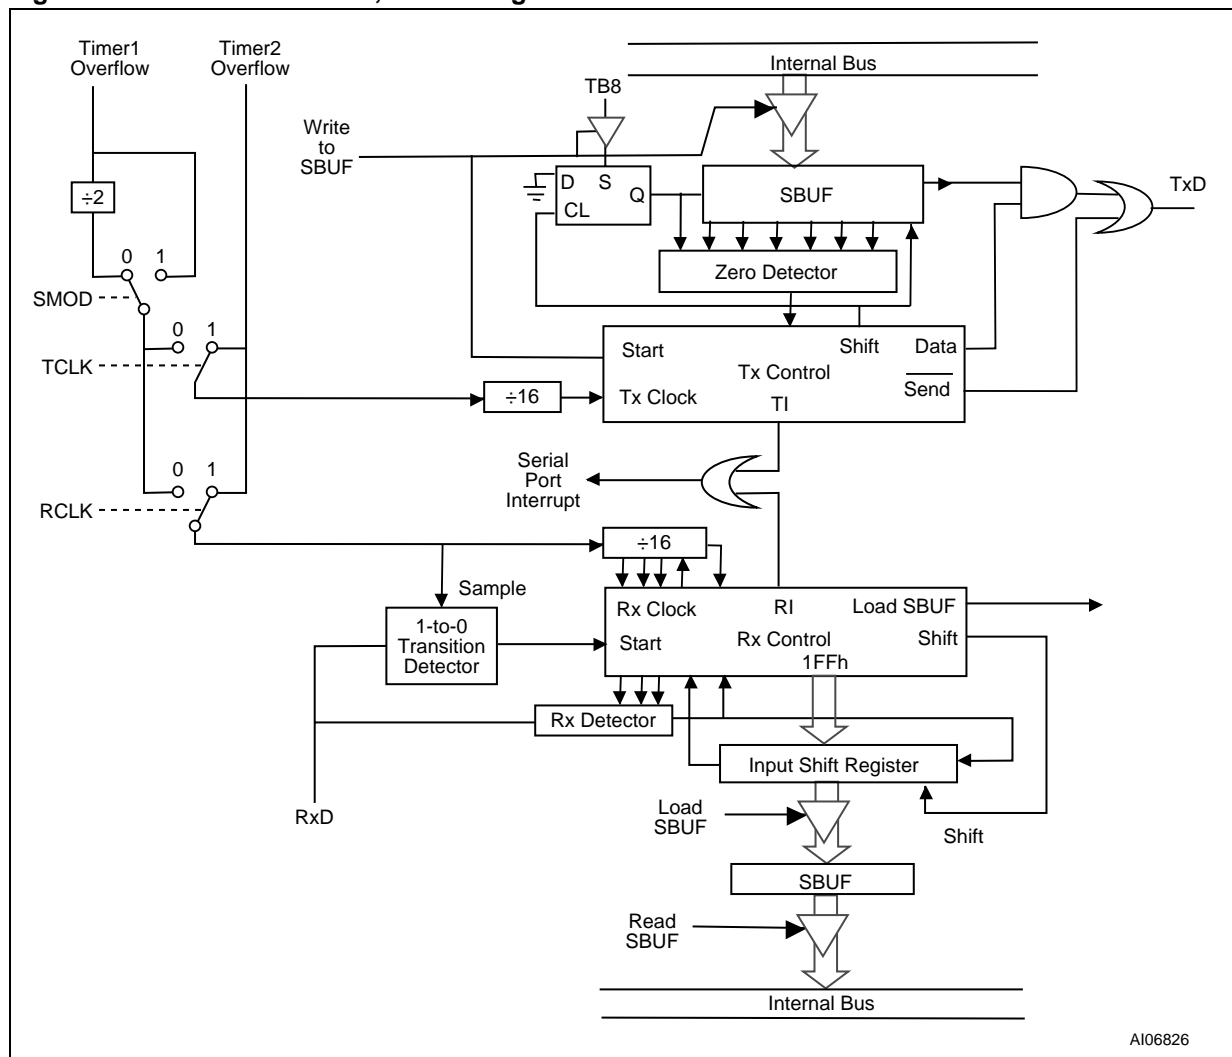 Timer1
Overflow
Timer2
Overflow
Internal Bus
TB8
Write
to
SBUF
÷2
D S
Q
CL
SBUF
TxD
Zero Detector
0 1
SMOD
0 1
TCLK
Start
Shift
Data
Tx Control
Send
Tx Clock
TI
÷16
Serial
Port
Interrupt
0 1
RCLK
÷16
Sample
Rx Clock
RI
Load SBUF
1-to-0
Transition
Detector
Start
Rx Control
Shift
1FFh
Rx Detector
Input Shift Register
RxD
Load
SBUF
Shift
SBUF
Read
SBUF
Internal Bus
AI06826